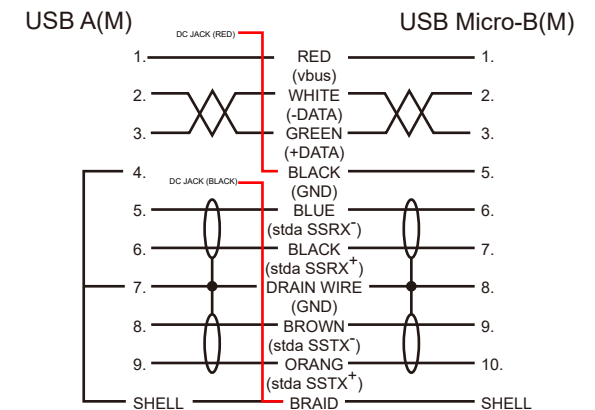 USB A(M) USB Micro-B(M)
DC JACK (RED)
1. RED 1.
(vbus)
2. WHITE 2.
(-DATA)
3. GREEN 3.
(+DATA)
4. BLACK 5.
DC JACK (BLACK)
(GND)
5. BLUE 6.
(stda SSRX-)
6. BLACK 7.
(stda SSRX+)
7. DRAIN WIRE 8.
(GND)
8. BROWN 9.
(stda SSTX-)
9. ORANG 10.
(stda SSTX+)
SHELL BRAID SHELL